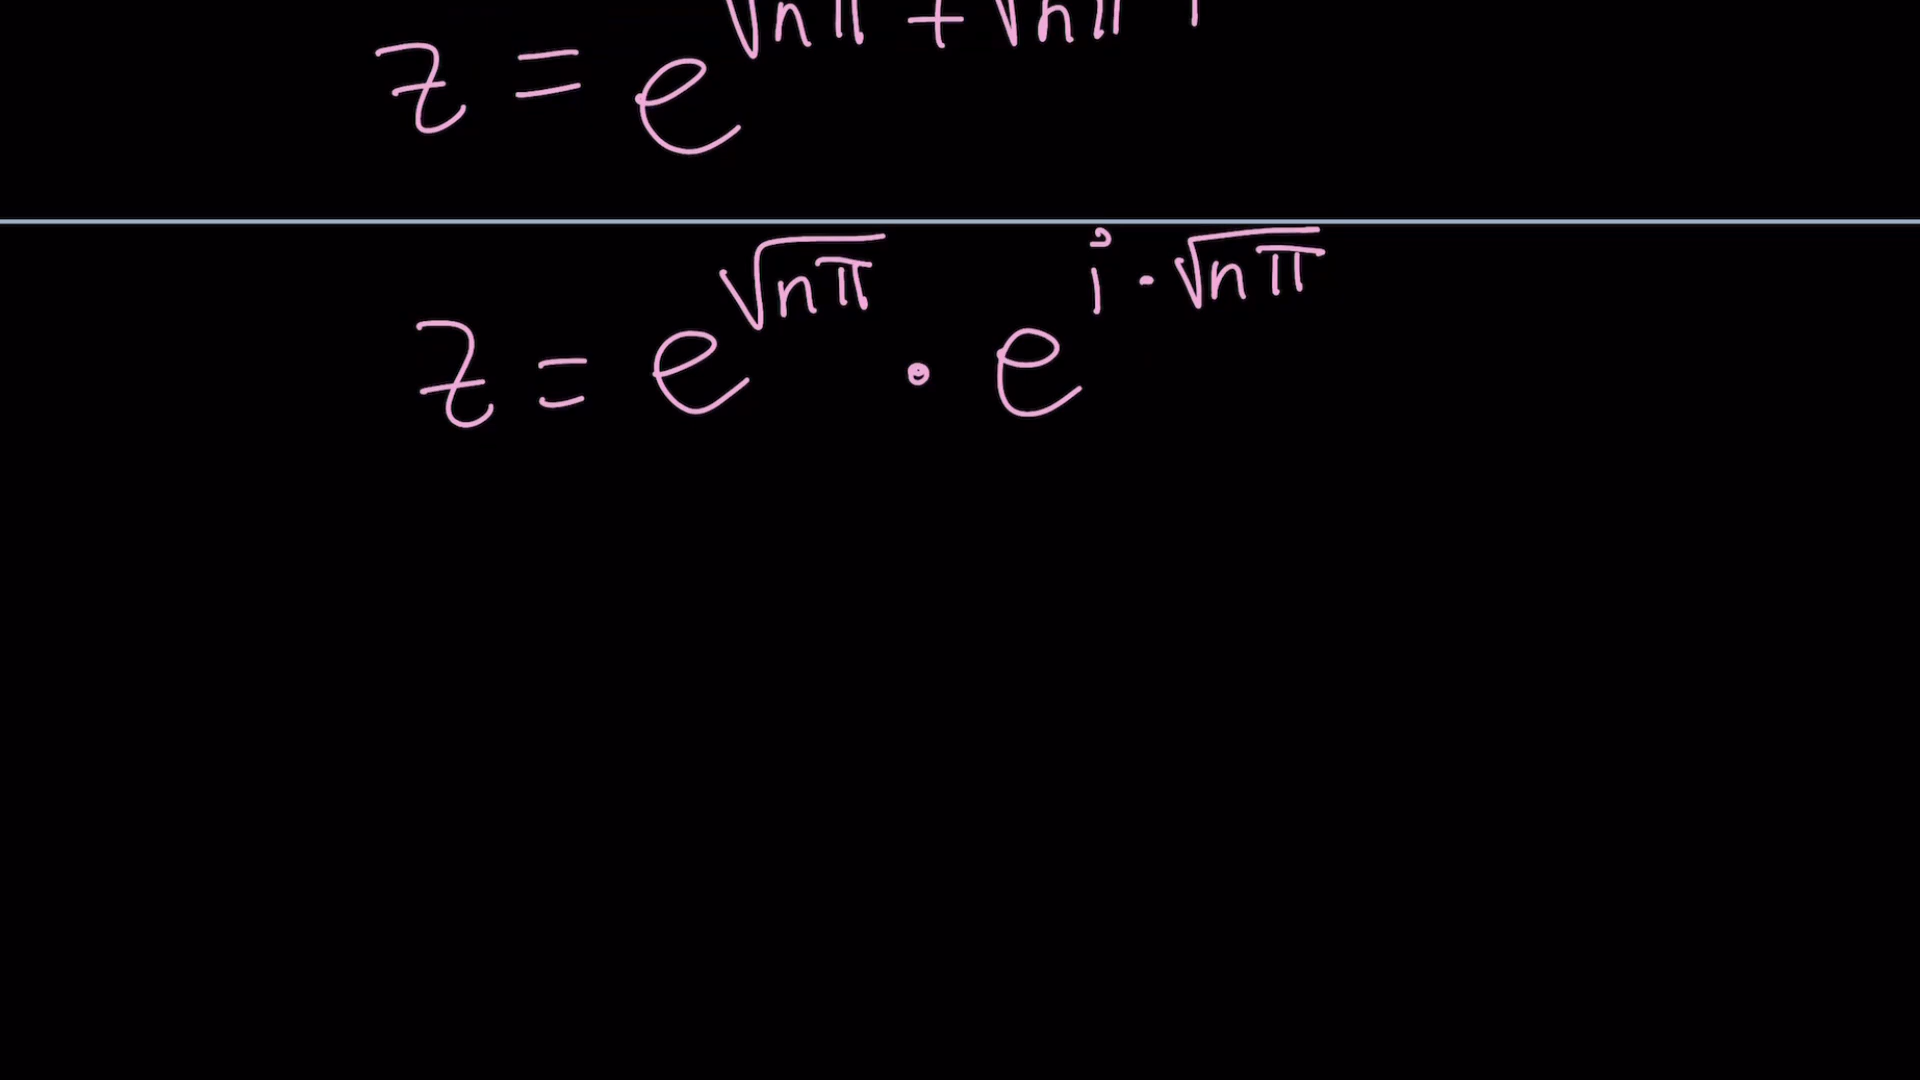 z = e^{√nπ + √nπ i}
z = e^{√nπ} · e^{i·√nπ}